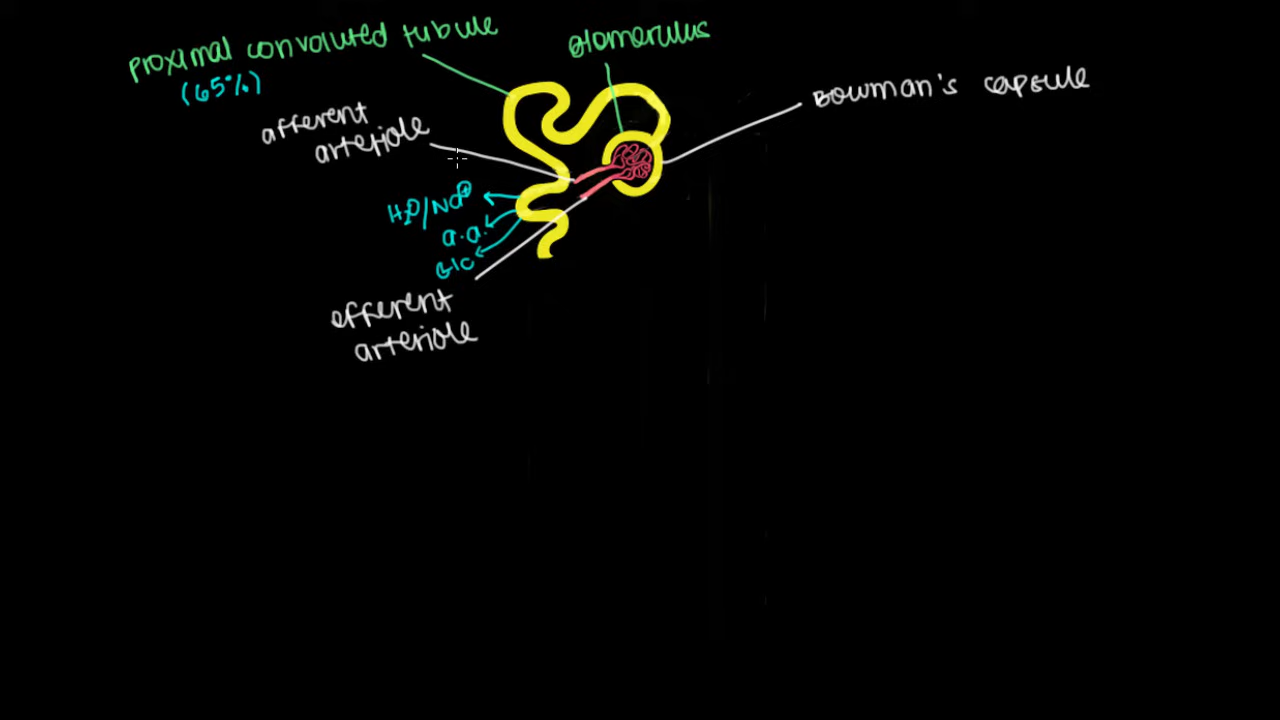 proximal convoluted tubule
(65%)
glomerulus
Bowman's capsule
afferent
arteriole
H2O/Na+
a.a.
Glc
efferent
arteriole